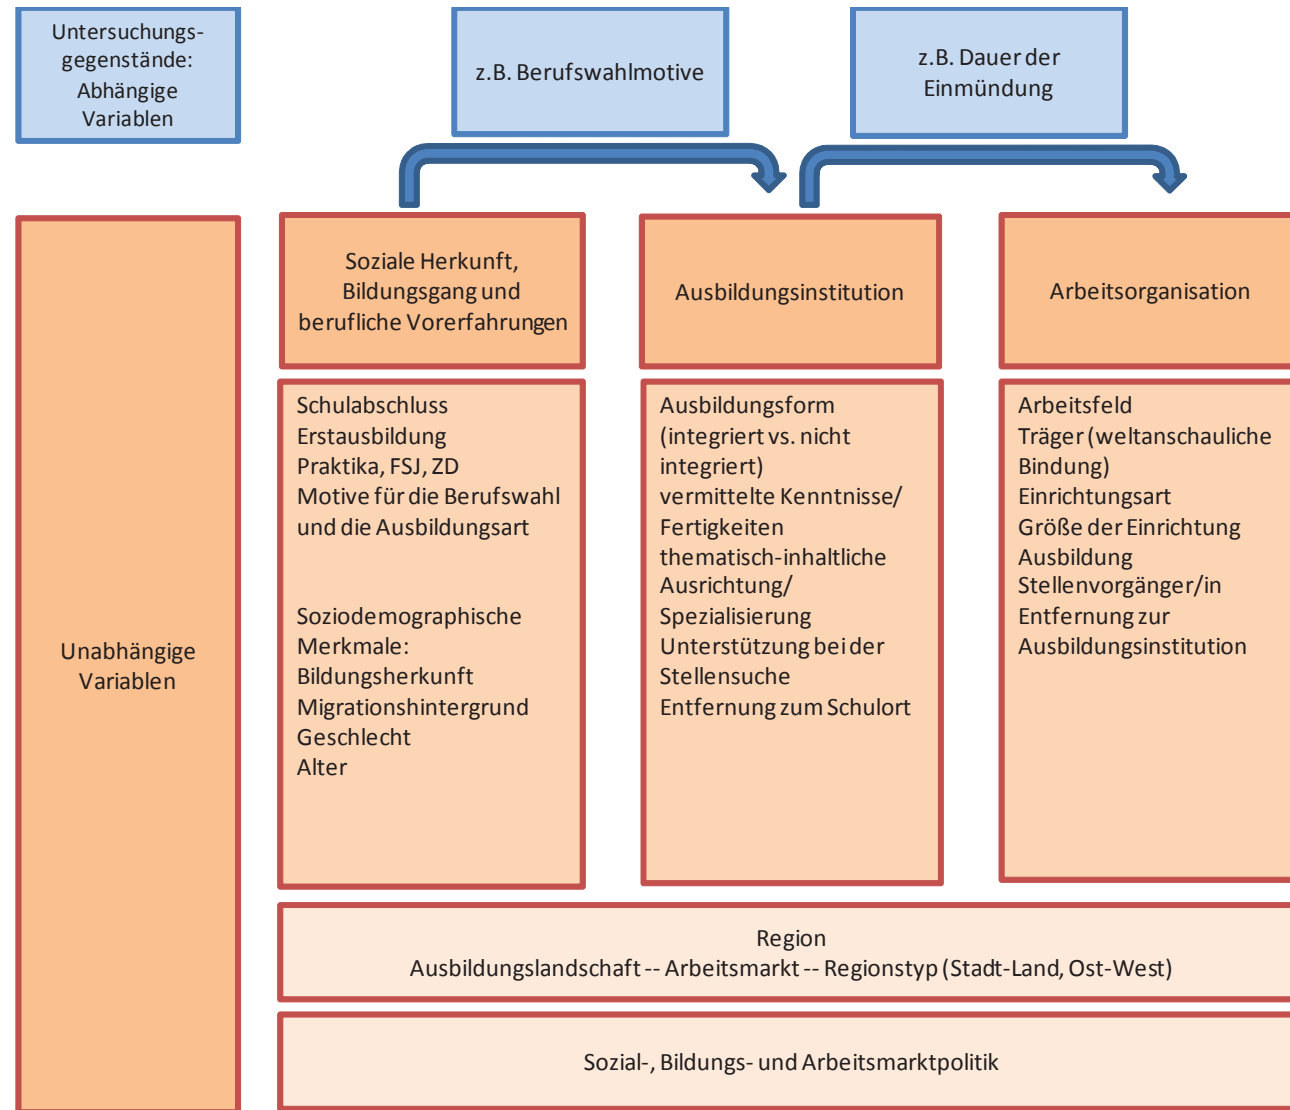 Untersuchungs-
gegenstände:
Abhängige
Variablen
z.B. Berufswahlmotive
z.B. Dauer der
Einmündung
Unabhängige
Variablen
Soziale Herkunft,
Bildungsgang und
berufliche Vorerfahrungen
Ausbildungsinstitution
Arbeitsorganisation
Schulabschluss
Erstausbildung
Praktika, FSJ, ZD
Motive für die Berufswahl
und die Ausbildungsart
Soziodemographische
Merkmale:
Bildungsherkunft
Migrationshintergrund
Geschlecht
Alter
Ausbildungsform
(integriert vs. nicht
integriert)
vermittelte Kenntnisse/
Fertigkeiten
thematisch-inhaltliche
Ausrichtung/
Spezialisierung
Unterstützung bei der
Stellensuche
Entfernung zum Schulort
Arbeitsfeld
Träger (weltanschauliche
Bindung)
Einrichtungsart
Größe der Einrichtung
Ausbildung
Stellenvorgänger/in
Entfernung zur
Ausbildungsinstitution
Region
Ausbildungslandschaft -- Arbeitsmarkt -- Regionstyp (Stadt-Land, Ost-West)
Sozial-, Bildungs- und Arbeitsmarktpolitik